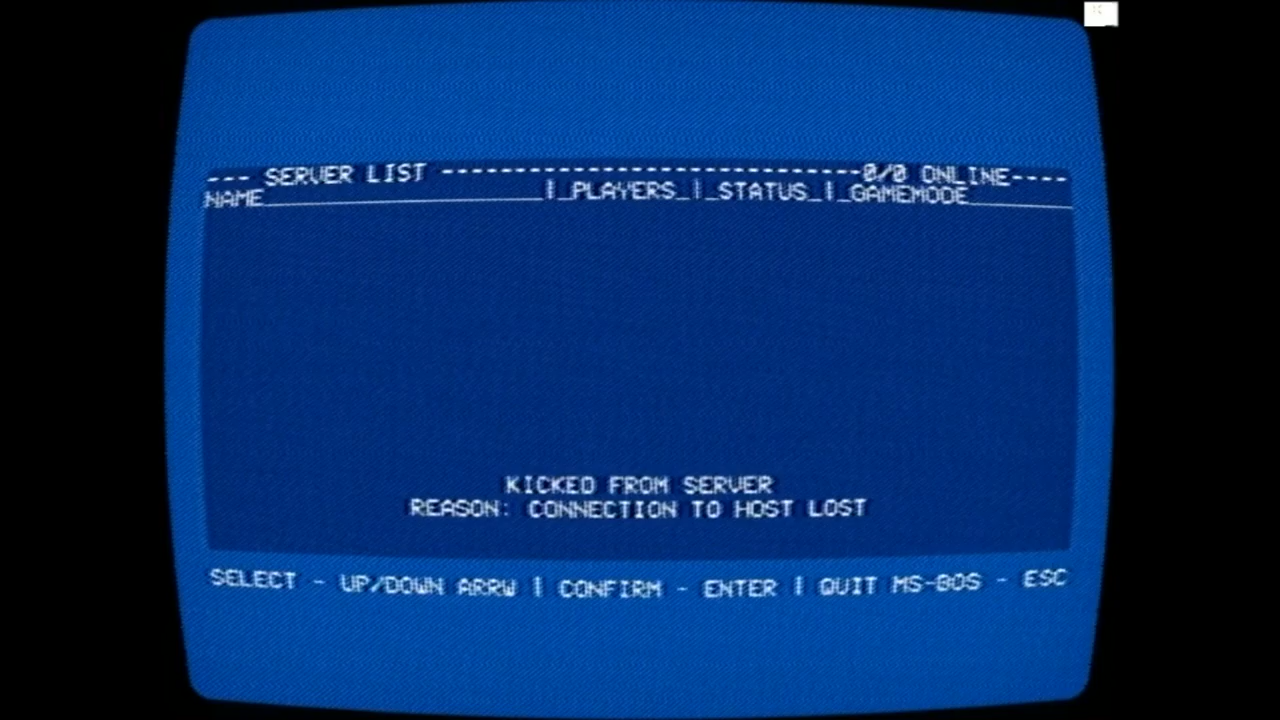 --- SERVER LIST -----------------------------0/0 ONLINE----
NAME___________________|_PLAYERS_|_STATUS_|_GAMEMODE_______
KICKED FROM SERVER
REASON: CONNECTION TO HOST LOST
SELECT - UP/DOWN ARRW | CONFIRM - ENTER | QUIT MS-BOS - ESC